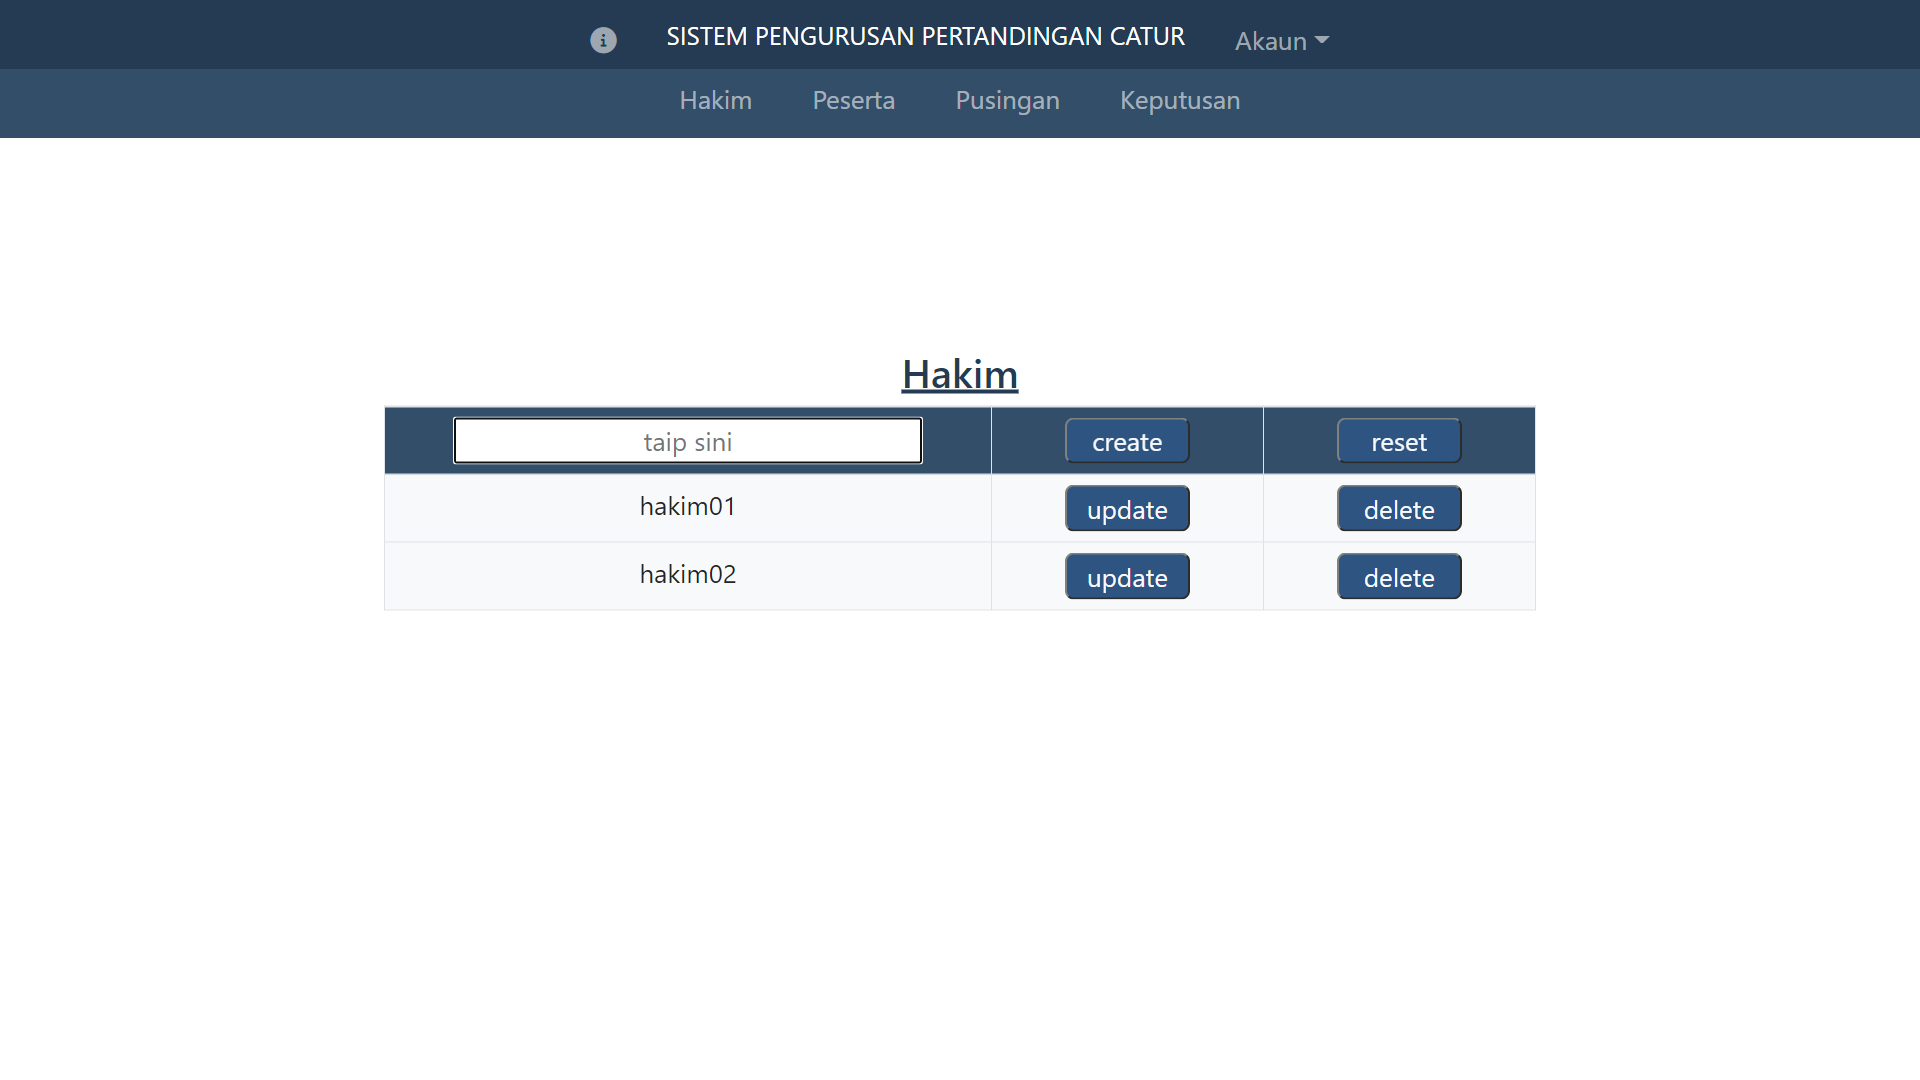 SISTEM PENGURUSAN PERTANDINGAN CATUR Akaun
Hakim Peserta Pusingan Keputusan
Hakim
taip sini create reset
hakim01 update delete
hakim02 update delete